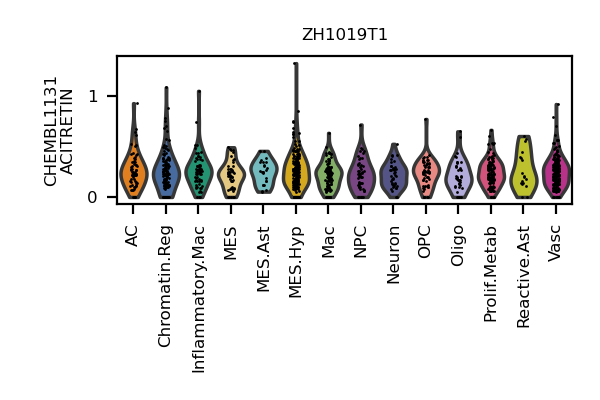 ZH1019T1
CHEMBL1131
ACITRETIN
1
0
AC
Chromatin.Reg
Inflammatory.Mac
MES
MES.Ast
MES.Hyp
Mac
NPC
Neuron
OPC
Oligo
Prolif.Metab
Reactive.Ast
Vasc